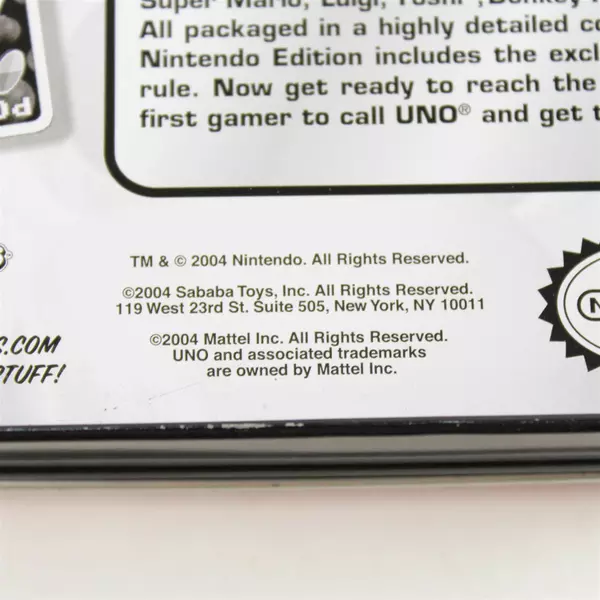 Super Mario, Luigi, Yoshi, Donkey
All packaged in a highly detailed
Nintendo Edition includes the
rule. Now get ready to reach the
first gamer to call UNO® and get
TM & © 2004 Nintendo. All Rights Reserved.
©2004 Sababa Toys, Inc. All Rights Reserved.
119 West 23rd St. Suite 505, New York, NY 10011
©2004 Mattel Inc. All Rights Reserved.
UNO and associated trademarks
are owned by Mattel Inc.
.COM
TUFF!